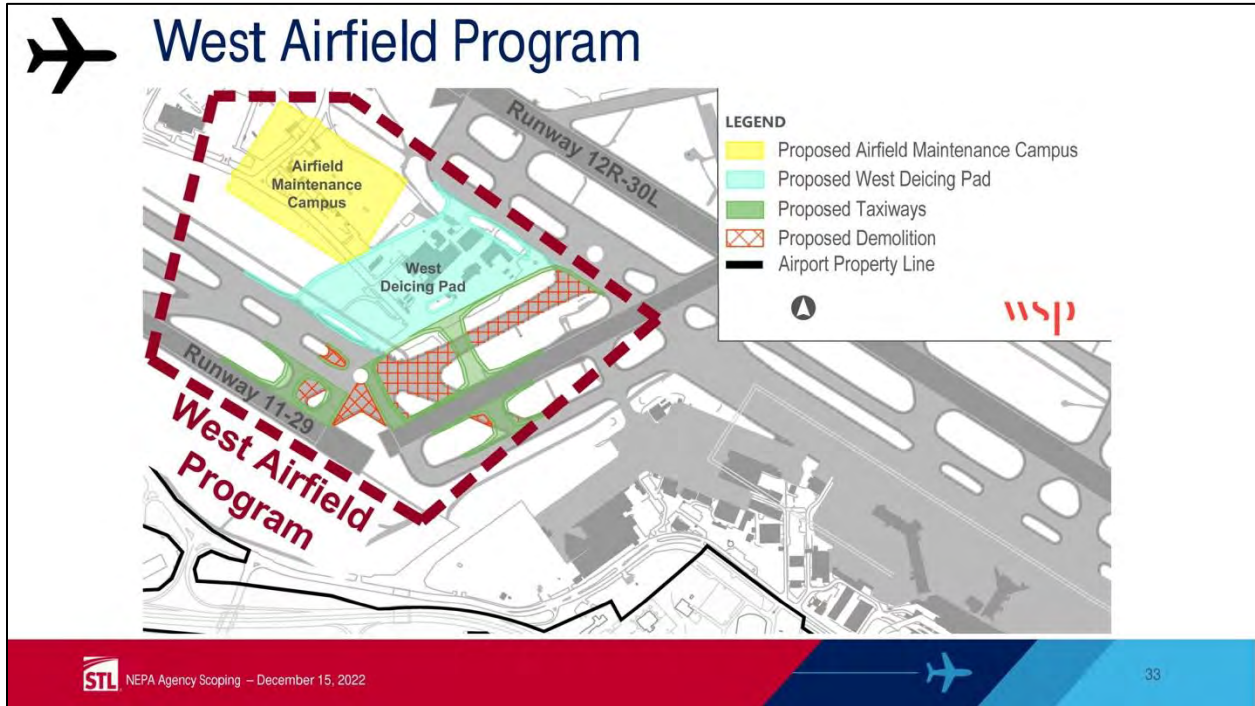 West Airfield Program
Runway 12R-30L
Airfield
Maintenance
Campus
West
Deicing Pad
Runway 11-29
West Airfield
Program
LEGEND
Proposed Airfield Maintenance Campus
Proposed West Deicing Pad
Proposed Taxiways
Proposed Demolition
Airport Property Line
wsp
STL NEPA Agency Scoping – December 15, 2022
33